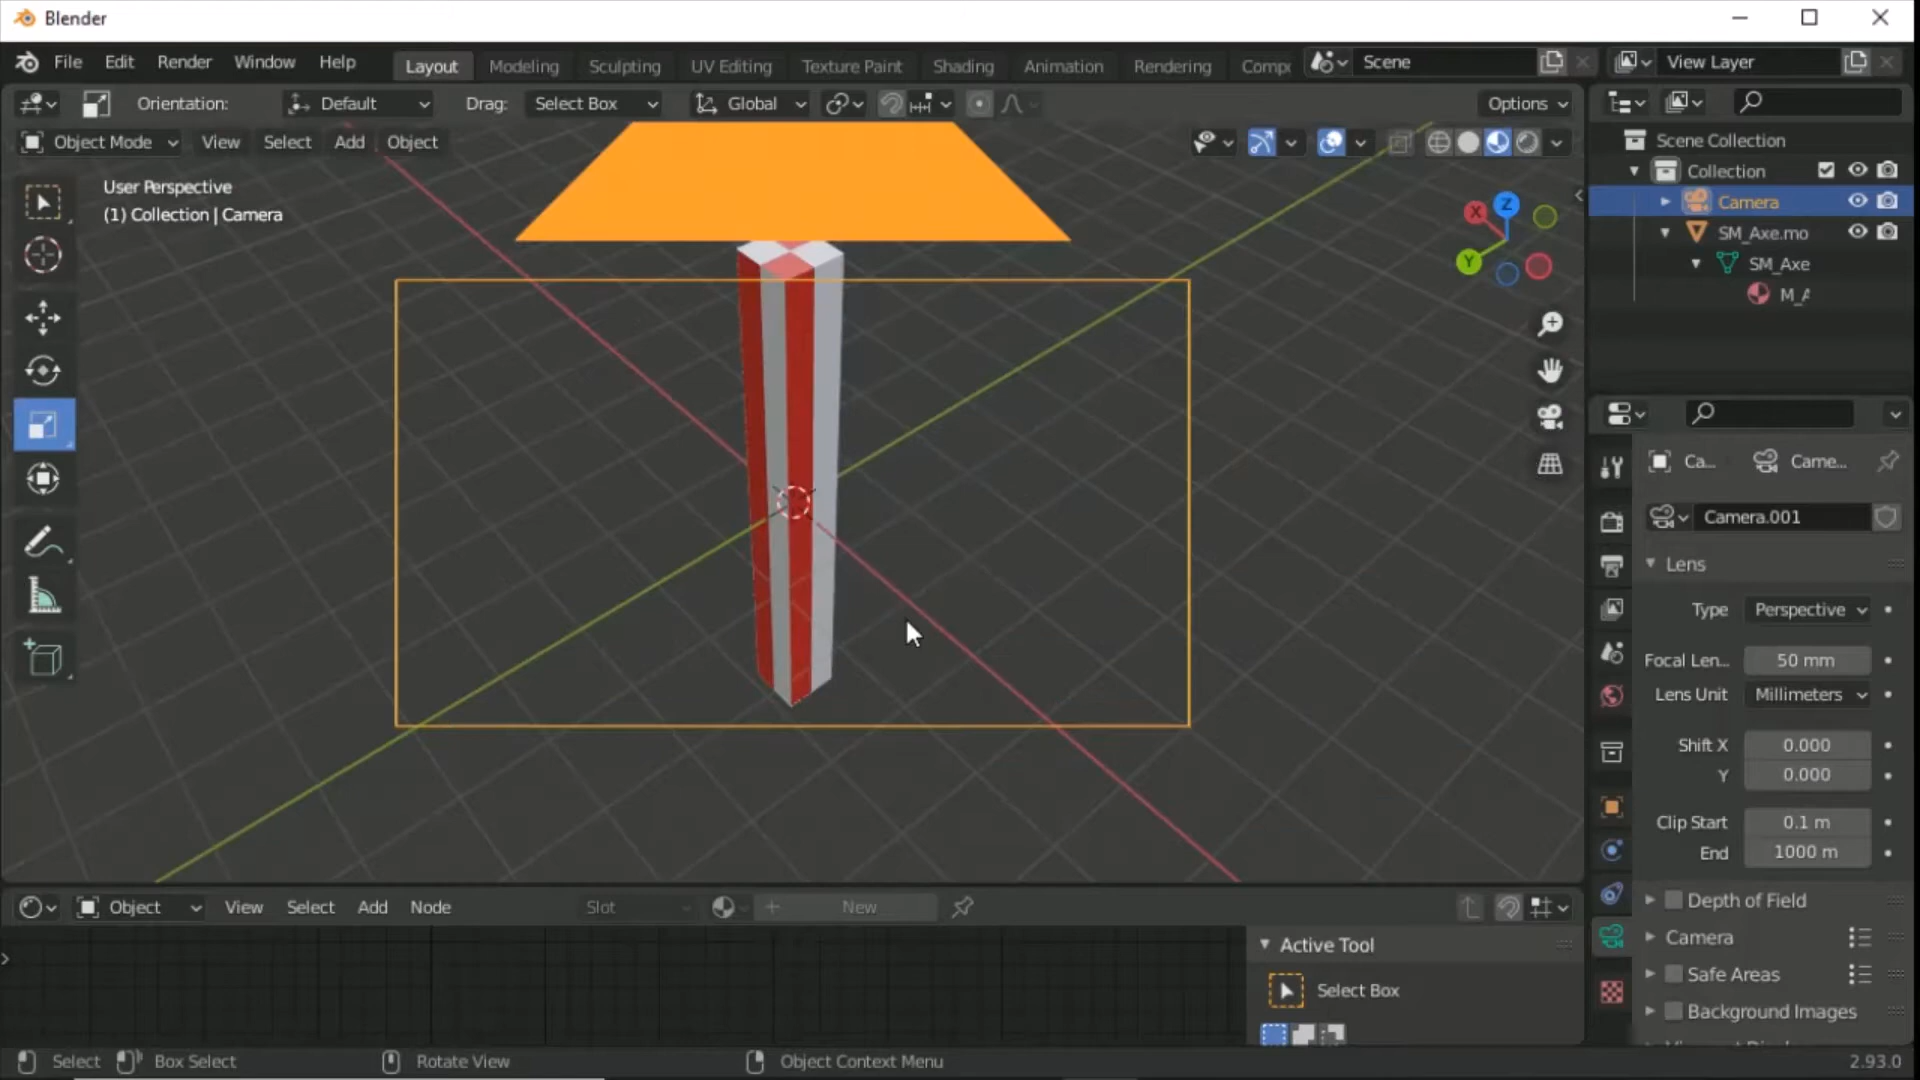 Blender
File Edit Render Window Help Layout Modeling Sculpting UV Editing Texture Paint Shading Animation Rendering Compo Scene View Layer
Orientation: Default Drag: Select Box Global Options
Object Mode View Select Add Object
User Perspective
(1) Collection | Camera
X
Z
Y
Scene Collection
Collection
Camera
SM_Axe.mo
SM_Axe
M_A
Ca... Came...
Camera.001
Lens
Type Perspective
Focal Len... 50 mm
Lens Unit Millimeters
Shift X 0.000
Y 0.000
Clip Start 0.1 m
End 1000 m
Depth of Field
Camera
Safe Areas
Background Images
Object View Select Add Node Slot New
Active Tool
Select Box
Select Box Select Rotate View Object Context Menu 2.93.0